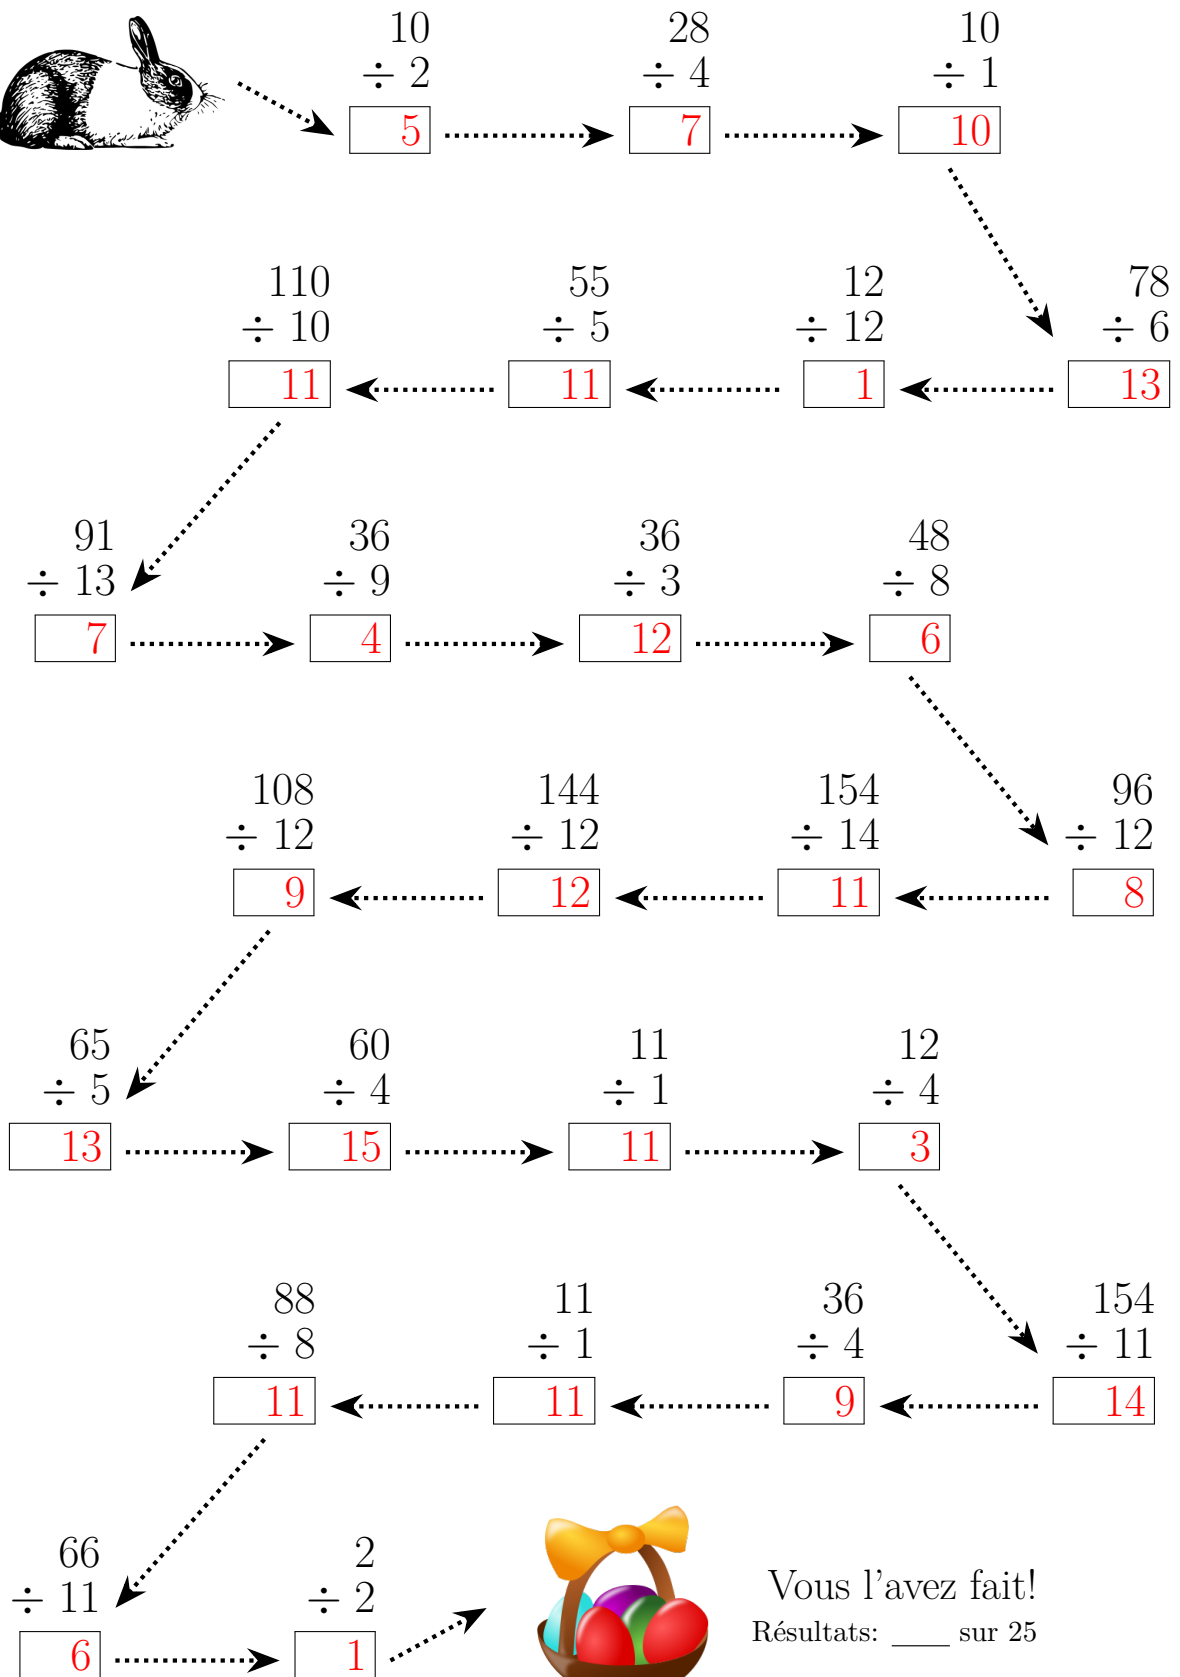 10 28 10
÷ 2 ÷ 4 ÷ 1
5 7 10
110 55 12 78
÷ 10 ÷ 5 ÷ 12 ÷ 6
11 11 1 13
91 36 36 48
÷ 13 ÷ 9 ÷ 3 ÷ 8
7 4 12 6
108 144 154 96
÷ 12 ÷ 12 ÷ 14 ÷ 12
9 12 11 8
65 60 11 12
÷ 5 ÷ 4 ÷ 1 ÷ 4
13 15 11 3
88 11 36 154
÷ 8 ÷ 1 ÷ 4 ÷ 11
11 11 9 14
66 2
÷ 11 ÷ 2
6 1
Vous l'avez fait!
Résultats: ___ sur 25